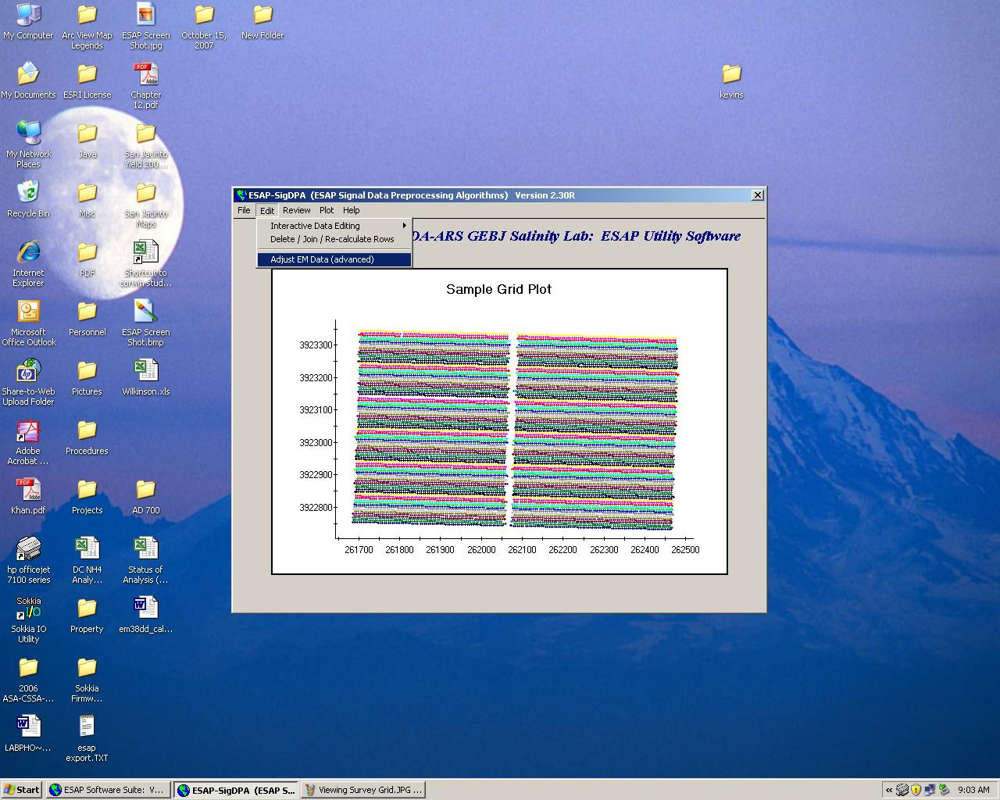 My Computer
Arc View Map
Legends
ESAP Screen
Shot.jpg
October 15,
2007
New Folder
My Documents
ESRI License
PDF
Adobe
Chapter
12.pdf
kevins
My Network
Places
Java
San Jacinto
Yield 200...
Recycle Bin
Misc
San Jacinto
Maps
Internet
Explorer
PDF
Shortcut to
corwin stud...
Microsoft
Office Outlook
Personnel
ESAP Screen
Shot.bmp
Share-to-Web
Upload Folder
Pictures
Wilkinson.xls
Adobe
Acrobat ...
Procedures
PDF
Adobe
Khan.pdf
Projects
AD 700
hp officejet
7100 series
DC NH4
Analy...
Status of
Analysis (...
Sokkia
I/O
Sokkia IO
Utility
Property
em38dd_cal...
2006
ASA-CSSA-...
Sokkia
Firmw...
LABPHO~...
esap
export.TXT
ESAP-SigDPA (ESAP Signal Data Preprocessing Algorithms) Version 2.30R
File Edit Review Plot Help
Interactive Data Editing
Delete / Join / Re-calculate Rows
Adjust EM Data (advanced)
DA-ARS GEBJ Salinity Lab: ESAP Utility Software
Sample Grid Plot
3923300
3923200
3923100
3923000
3922900
3922800
261700 261800 261900 262000 262100 262200 262300 262400 262500
Start
ESAP Software Suite: V...
ESAP-SigDPA (ESAP S...
Viewing Survey Grid.JPG ...
«
9:03 AM